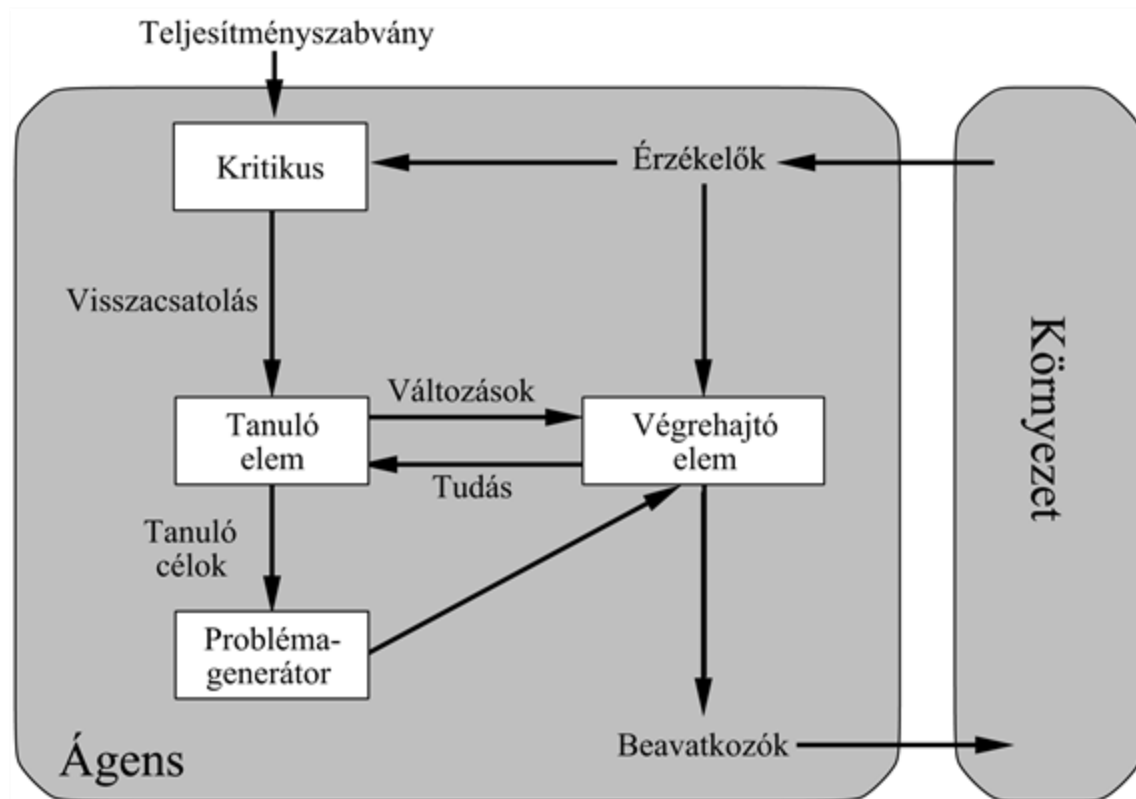 Teljesítményszabvány
Kritikus
Érzékelők
Visszacsatolás
Környezet
Változások
Tanuló
elem
Végrehajtó
elem
Tudás
Tanuló
célok
Probléma-
generátor
Beavatkozók
Ágens